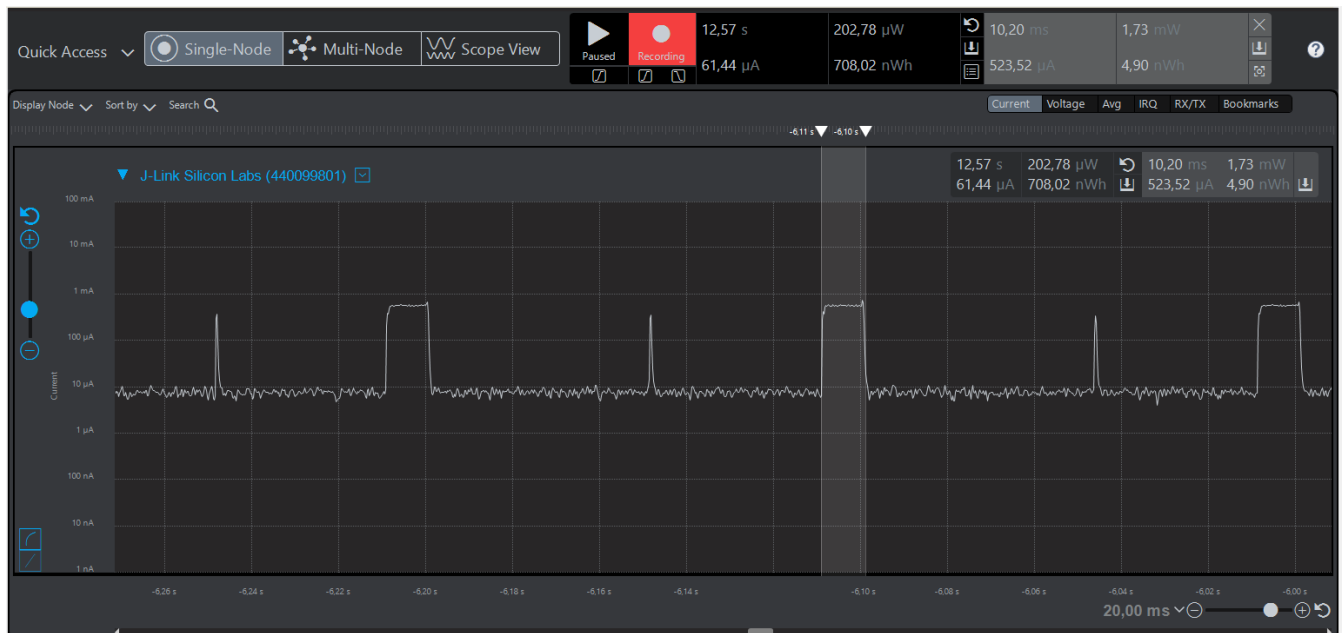 Quick Access Single-Node Multi-Node Scope View
Paused Recording
12,57 s 202,78 µW
61,44 µA 708,02 nWh
10,20 ms 1,73 mW
523,52 µA 4,90 nWh
?
Display Node Sort by Search
Current Voltage Avg IRQ RX/TX Bookmarks
-6,11 s -6,10 s
J-Link Silicon Labs (440099801)
12,57 s 202,78 µW 10,20 ms 1,73 mW
61,44 µA 708,02 nWh 523,52 µA 4,90 nWh
100 mA
10 mA
1 mA
100 µA
10 µA
Current
1 µA
100 nA
10 nA
1 nA
-6,26 s -6,24 s -6,22 s -6,20 s -6,18 s -6,16 s -6,14 s -6,10 s -6,08 s -6,06 s -6,04 s -6,02 s -6,00 s
20,00 ms